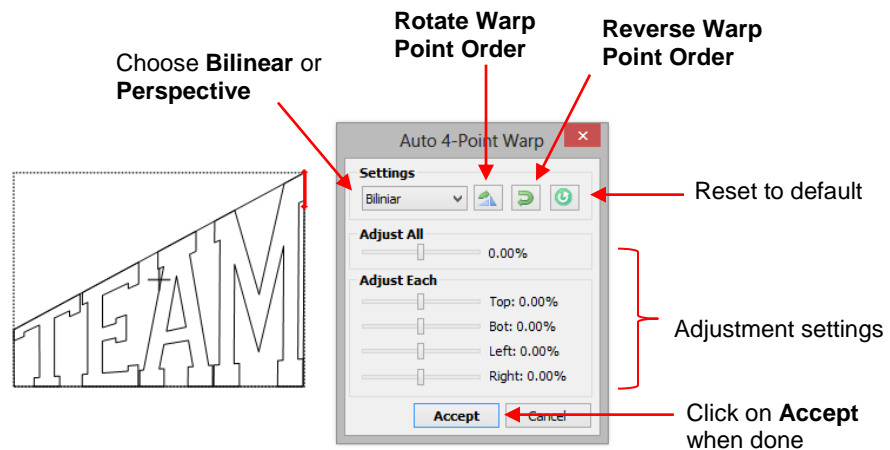 Rotate Warp
Point Order
Reverse Warp
Point Order
Choose Bilinear or
Perspective
Auto 4-Point Warp
Settings
Biliniar
Reset to default
Adjust All
0.00%
Adjust Each
Top: 0.00%
Bot: 0.00%
Left: 0.00%
Right: 0.00%
Adjustment settings
TEAM
Accept
Cancel
Click on Accept
when done